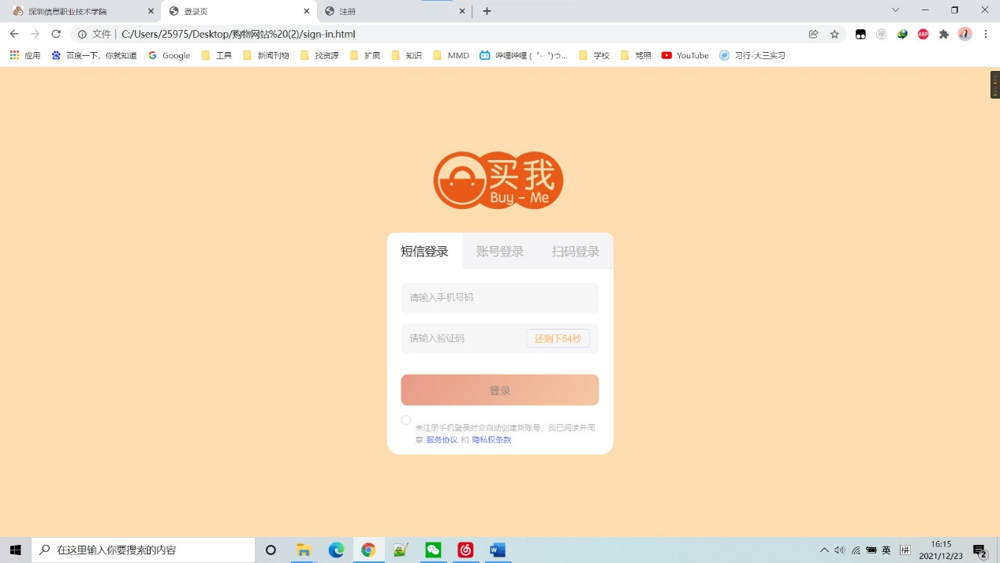 深圳信息职业技术学院
登录页
注册
文件 | C:/Users/25975/Desktop/购物网站%20(2)/sign-in.html
ABP
应用 百度一下，你就知道 Google 工具 新闻刊物 找资源 扩展 知识 MMD 哔哩哔哩 ( ゜- ゜)つ... 学校 驾照 YouTube 习行-大三实习
买我
Buy - Me
短信登录 账号登录 扫码登录
请输入手机号码
请输入验证码 还剩下54秒
登录
未注册手机登录时会自动创建新账号，我已阅读并同
意 服务协议 和 隐私权条款
在这里输入你要搜索的内容
英 拼
16:15
2021/12/23
2